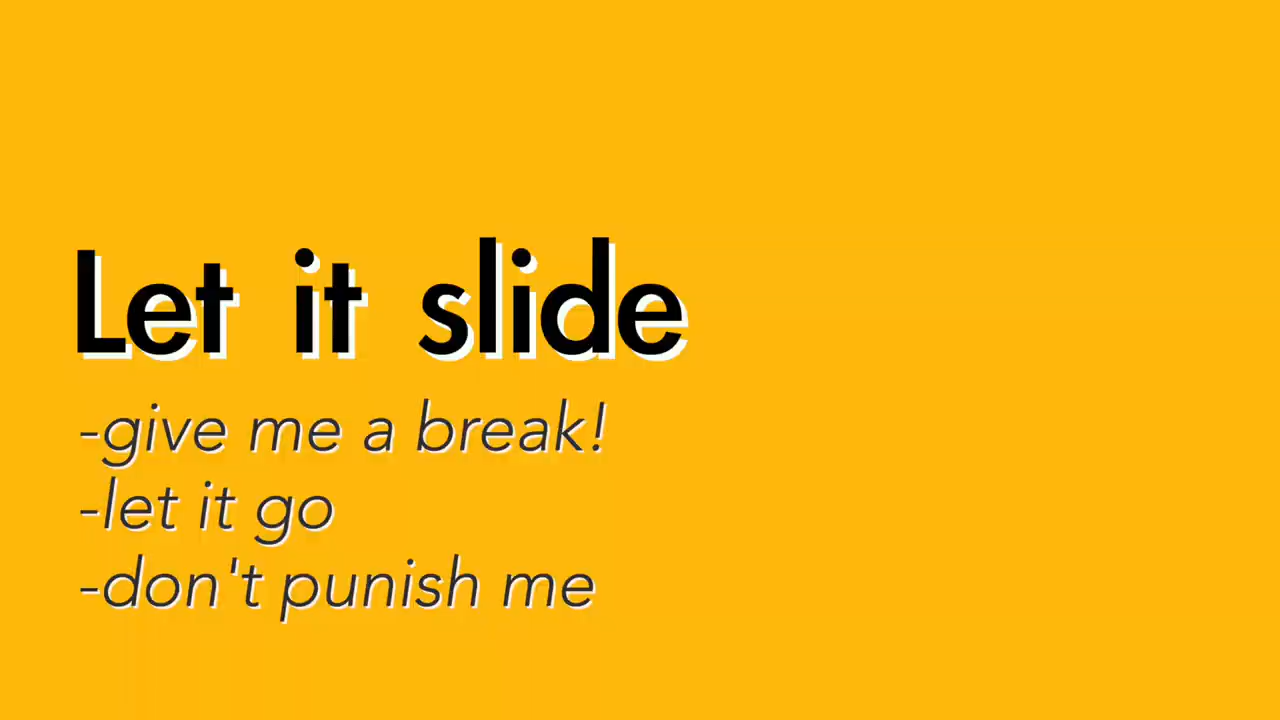 Let it slide
-give me a break!
-let it go
-don't punish me